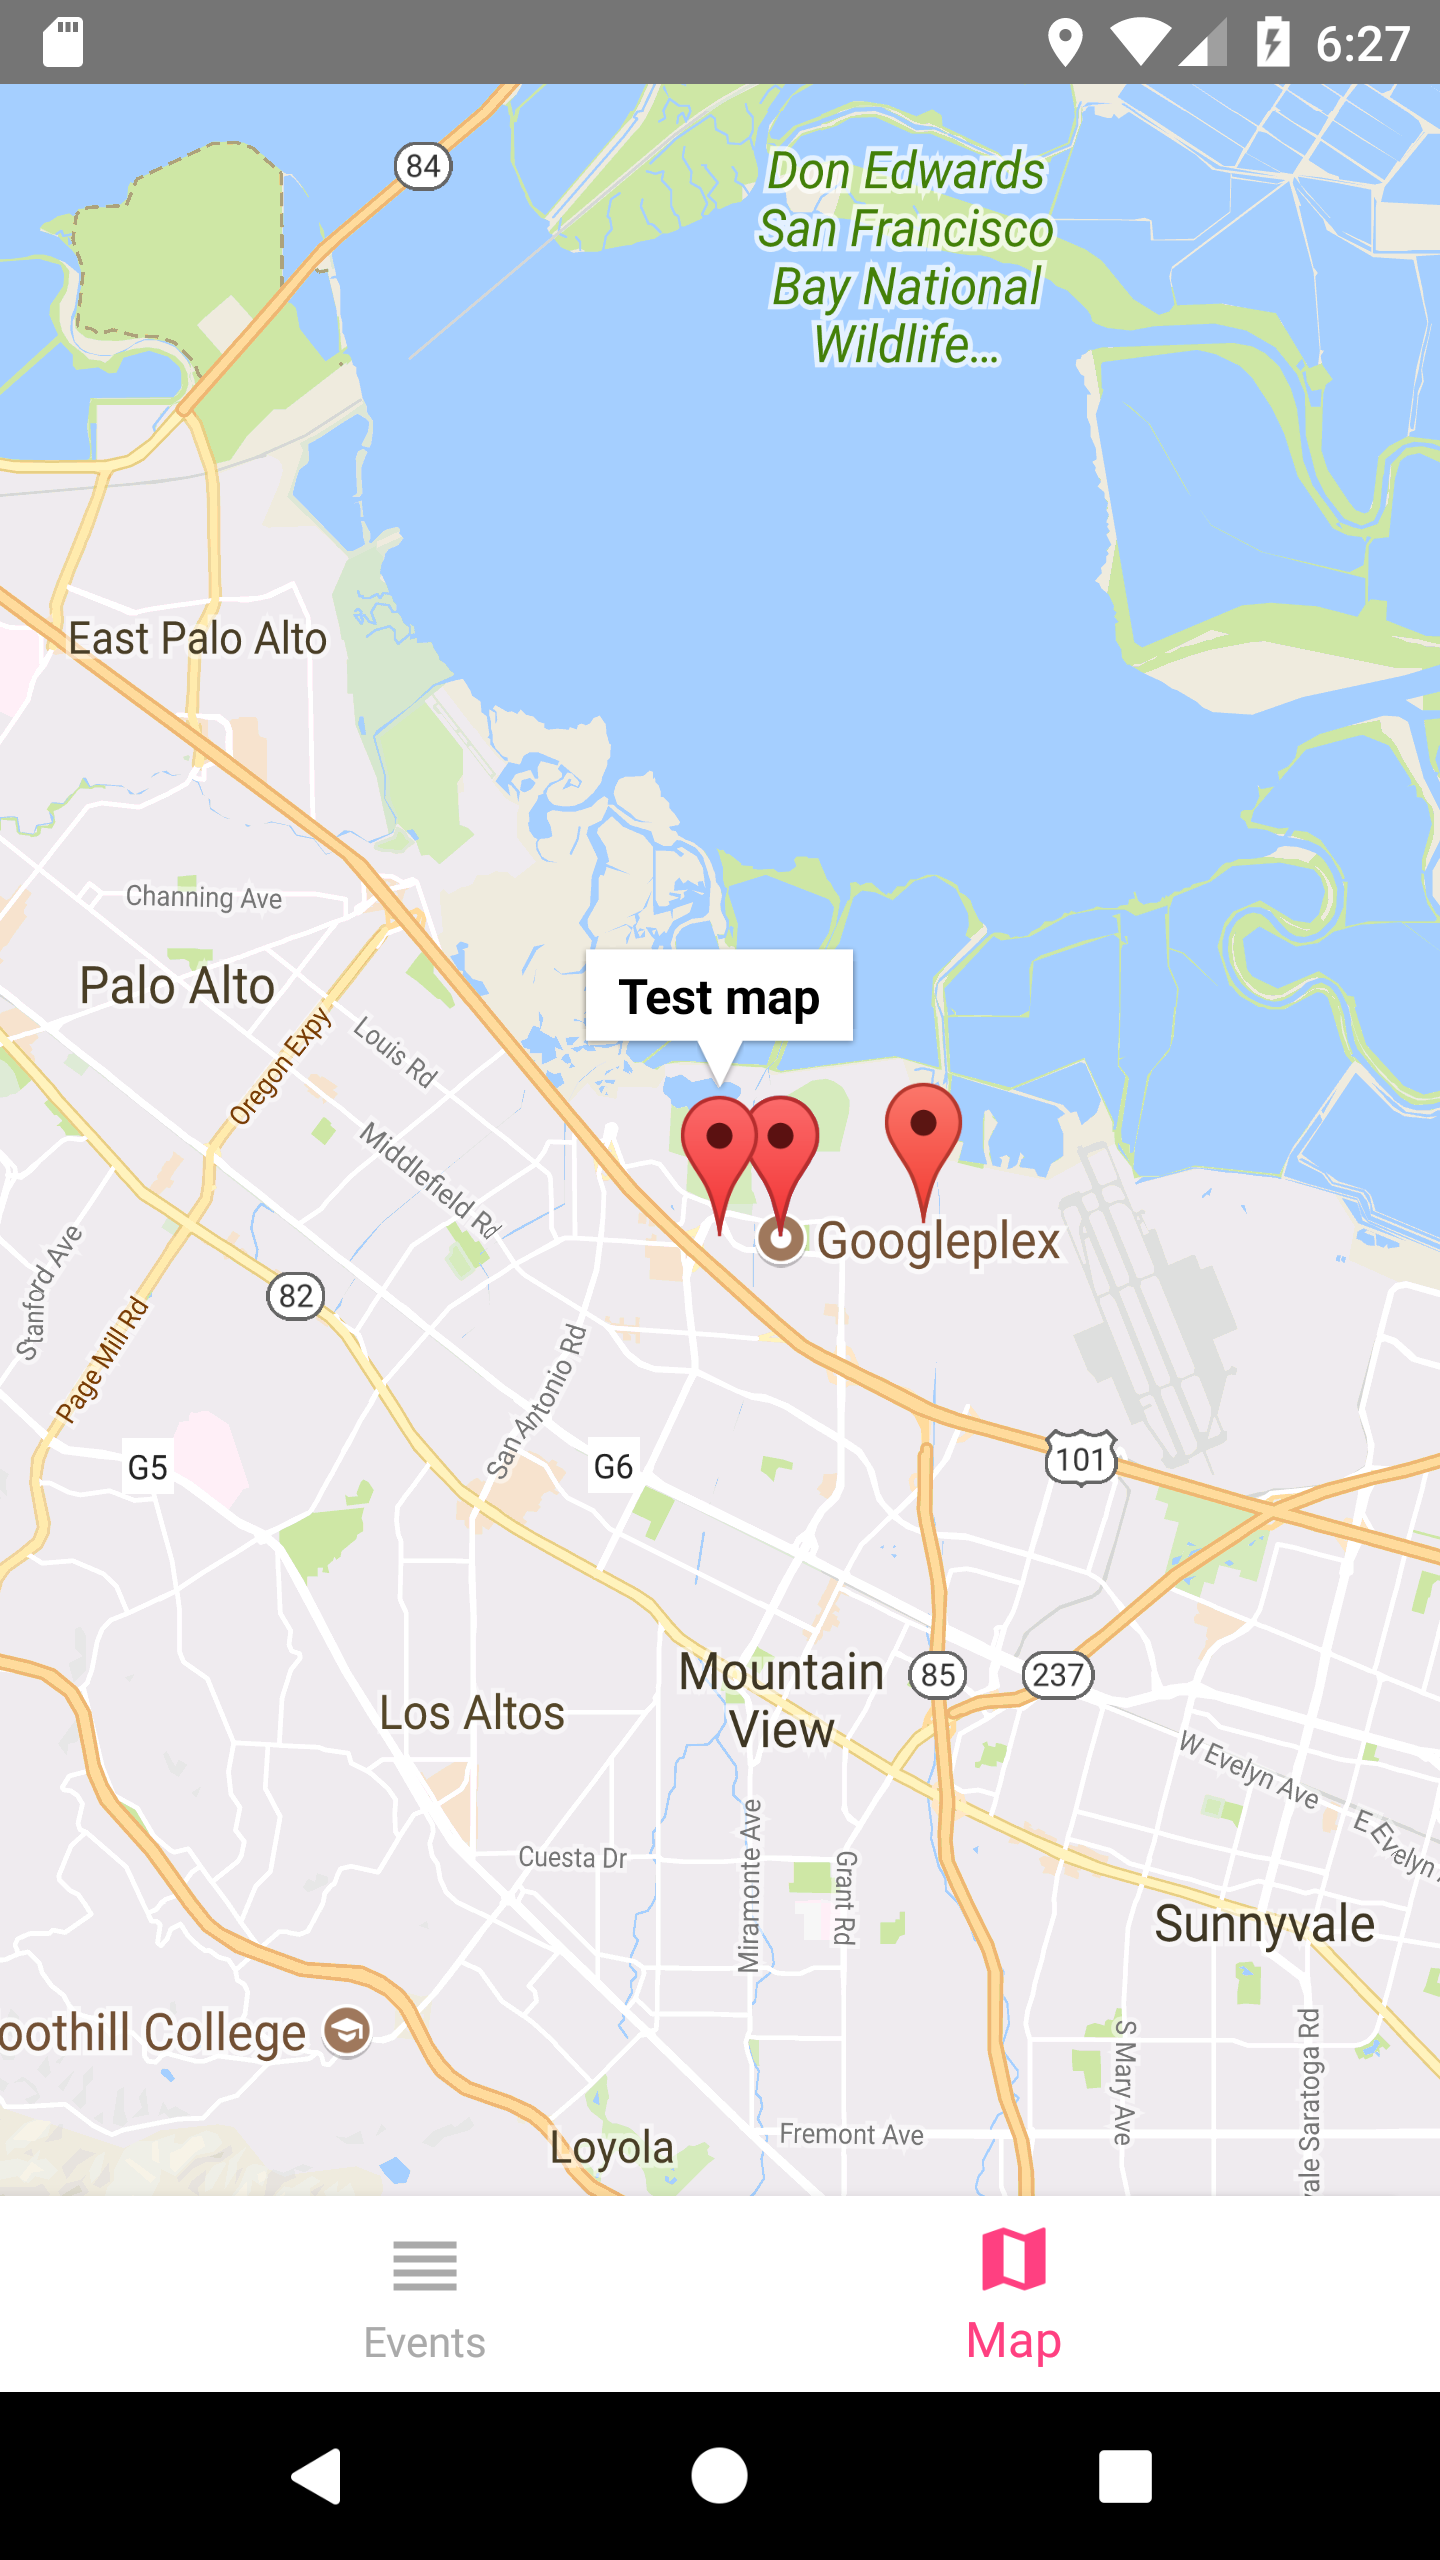 6:27
84
Don Edwards
San Francisco
Bay National
Wildlife...
East Palo Alto
Channing Ave
Palo Alto
Oregon Expy
Louis Rd
Test map
Middlefield Rd
Googleplex
Stanford Ave
82
Page Mill Rd
San Antonio Rd
G5
G6
101
Mountain
View
85
237
Los Altos
W Evelyn Ave
E Evelyn
Cuesta Dr
Miramonte Ave
Grant Rd
Sunnyvale
oothill College
S Mary Ave
vale Saratoga Rd
Loyola
Fremont Ave
Events
Map